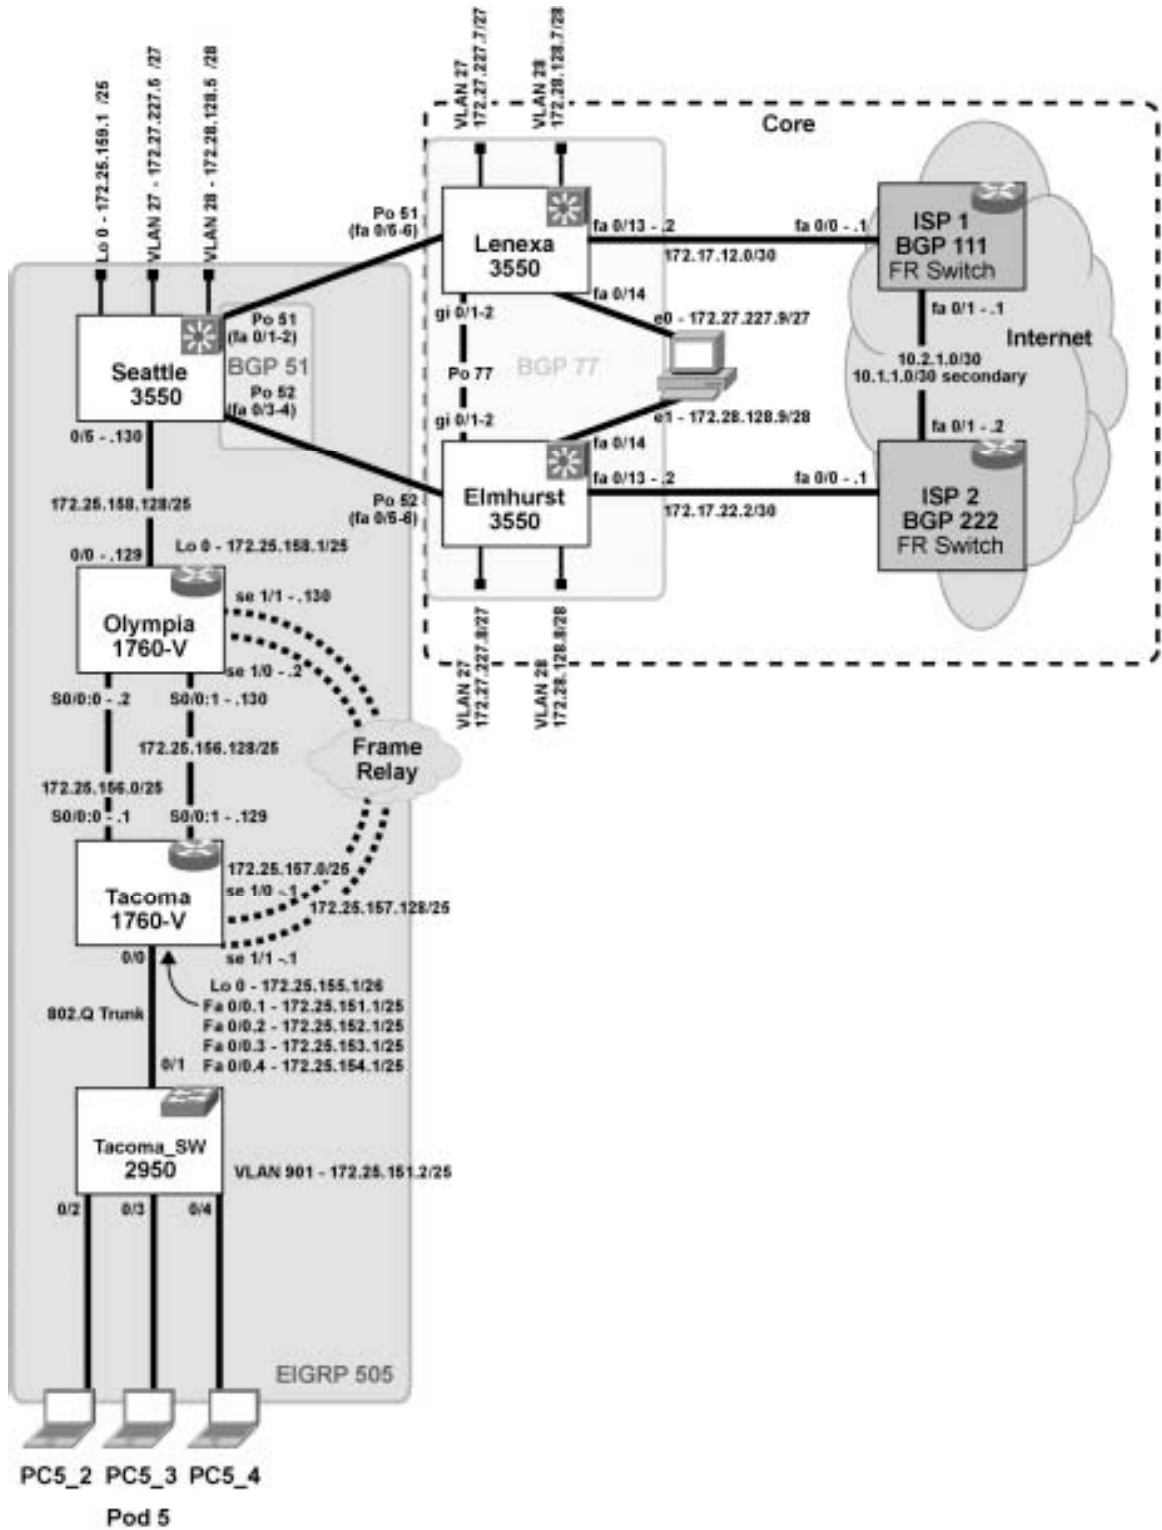 Lo 0 - 172.25.159.1 /25
VLAN 27 - 172.27.227.5 /27
VLAN 28 - 172.28.128.5 /28
VLAN 27
172.27.227.7/27
VLAN 28
172.28.128.7/28
Core
Po 51
(fa 0/5-6)
Lenexa
3550
fa 0/13 - .2
fa 0/0 - .1
172.17.12.0/30
ISP 1
BGP 111
FR Switch
fa 0/14
gi 0/1-2
e0 - 172.27.227.9/27
fa 0/1 - .1
Internet
Po 51
(fa 0/1-2)
BGP 51
Seattle
3550
Po 52
(fa 0/3-4)
BGP 77
Po 77
10.2.1.0/30
10.1.1.0/30 secondary
gi 0/1-2
e1 - 172.28.128.9/28
fa 0/1 - .2
0/5 - .130
fa 0/14
Elmhurst
3550
fa 0/13 - .2
fa 0/0 - .1
172.17.22.2/30
ISP 2
BGP 222
FR Switch
Po 52
(fa 0/5-6)
172.25.158.128/25
0/0 - .129
Lo 0 - 172.25.158.1/25
se 1/1 - .130
Olympia
1760-V
se 1/0 - .2
VLAN 27
172.27.227.8/27
VLAN 28
172.28.128.8/28
S0/0:0 - .2
S0/0:1 - .130
172.25.156.128/25
Frame
Relay
172.25.156.0/25
S0/0:0 - .1
S0/0:1 - .129
172.25.157.0/25
Tacoma
1760-V
se 1/0 - .1
172.25.157.128/25
0/0
se 1/1 -.1
Lo 0 - 172.25.155.1/26
Fa 0/0.1 - 172.25.151.1/25
Fa 0/0.2 - 172.25.152.1/25
Fa 0/0.3 - 172.25.153.1/25
Fa 0/0.4 - 172.25.154.1/25
802.Q Trunk
0/1
Tacoma_SW
2950
VLAN 901 - 172.25.151.2/25
0/2
0/3
0/4
EIGRP 505
PC5_2
PC5_3
PC5_4
Pod 5